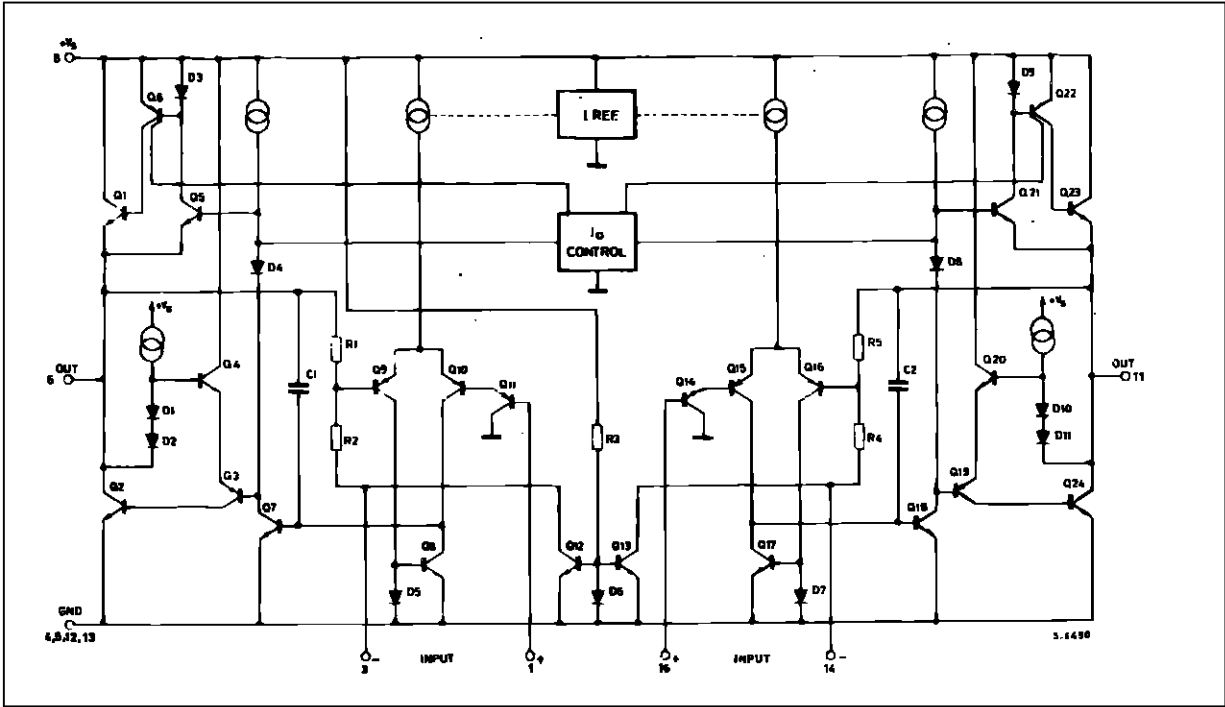 +Vs
8
D3
Q6
D9
Q22
I REF
Q1
Q5
Q21
Q23
IQ
CONTROL
D4
D8
+Vs
+Vs
R1
R5
Q4
Q9
Q10
Q11
C1
Q14
Q15
Q16
C2
Q20
OUT
6
OUT
11
D1
D2
R2
R3
R4
D10
D11
Q2
Q3
Q7
Q19
Q24
Q18
Q8
Q12
Q13
Q17
D5
D6
D7
GND
4,5,12,13
3 -
INPUT
1 +
16 +
INPUT
14 -